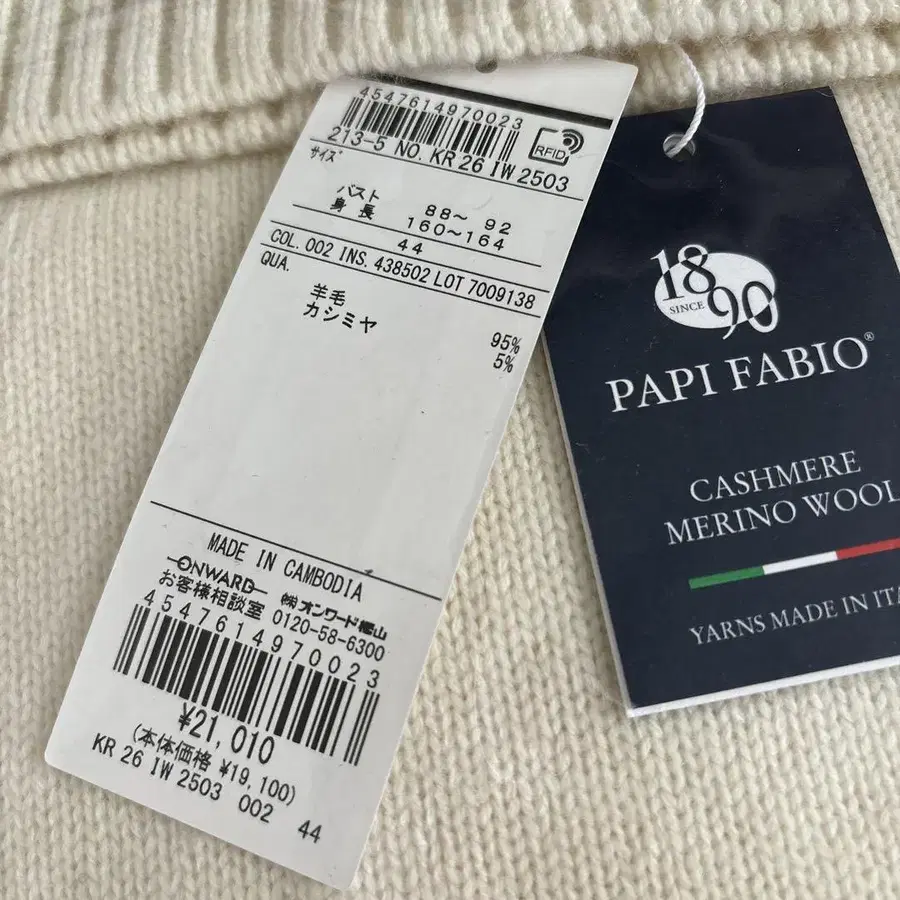 4547614970023
RFID
213-5 NO. KR 26 IW 2503
サイズ
バスト 88～ 92
身長 160～164
44
COL. 002 INS. 438502 LOT 7009138
QUA.
羊毛 95%
カシミヤ 5%
MADE IN CAMBODIA
ONWARD ㈱オンワード樫山
お客様相談室 0120-58-6300
4547614970023
¥21,010
(本体価格 ¥19,100)
KR 26 IW 2503 002 44
1890
SINCE
PAPI FABIO®
CASHMERE
MERINO WOOL
YARNS MADE IN ITA